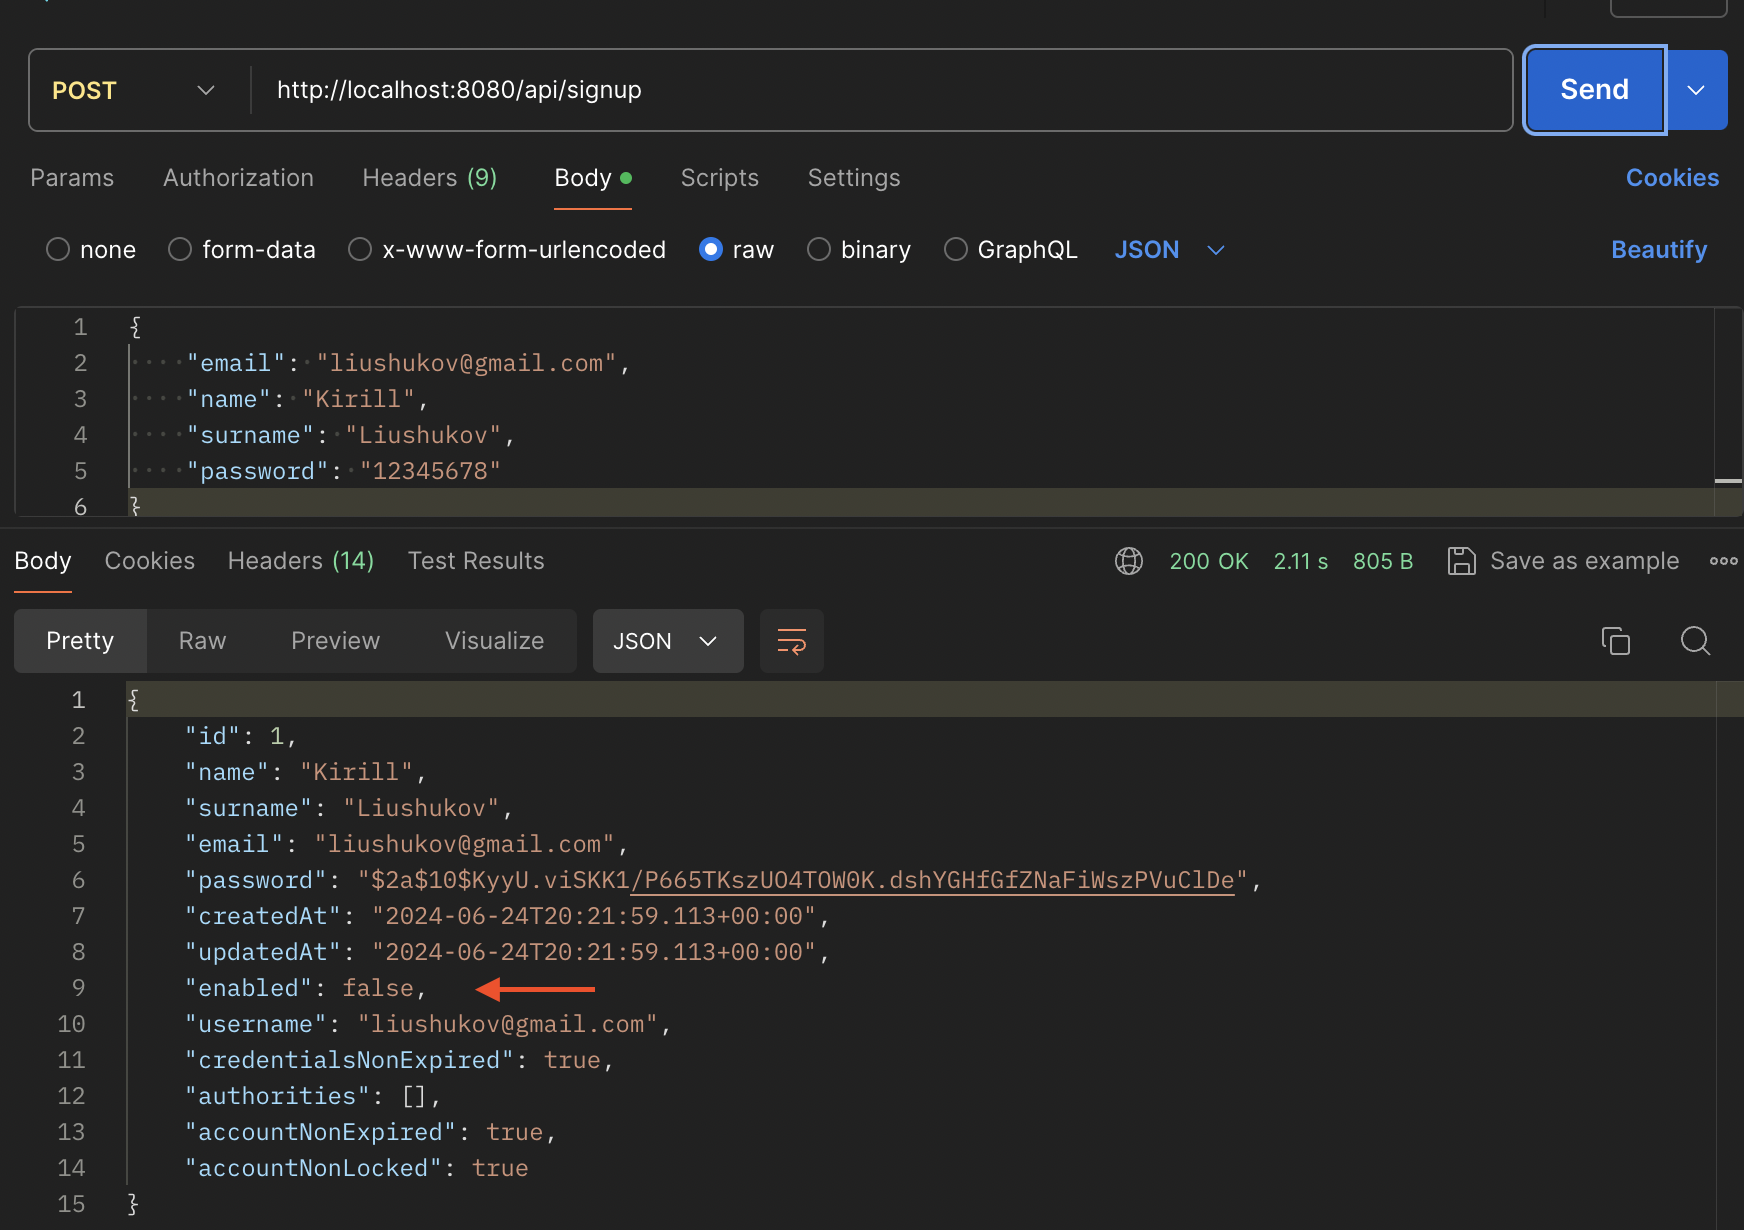 POST http://localhost:8080/api/signup Send
Params Authorization Headers (9) Body Scripts Settings Cookies
none form-data x-www-form-urlencoded raw binary GraphQL JSON Beautify
1 {
2 "email": "liushukov@gmail.com",
3 "name": "Kirill",
4 "surname": "Liushukov",
5 "password": "12345678"
6 }
Body Cookies Headers (14) Test Results 200 OK 2.11 s 805 B Save as example
Pretty Raw Preview Visualize JSON
1 {
2 "id": 1,
3 "name": "Kirill",
4 "surname": "Liushukov",
5 "email": "liushukov@gmail.com",
6 "password": "$2a$10$KyyU.viSKK1/P665TKszUO4TOW0K.dshYGHfGfZNaFiWszPVuClDe",
7 "createdAt": "2024-06-24T20:21:59.113+00:00",
8 "updatedAt": "2024-06-24T20:21:59.113+00:00",
9 "enabled": false,
10 "username": "liushukov@gmail.com",
11 "credentialsNonExpired": true,
12 "authorities": [],
13 "accountNonExpired": true,
14 "accountNonLocked": true
15 }